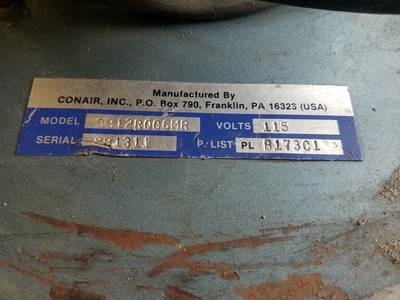 Manufactured By
CONAIR, INC., P.O. Box 790, Franklin, PA 16323 (USA)
MODEL VOLTS 115
SERIAL P/LIST PL B173C1